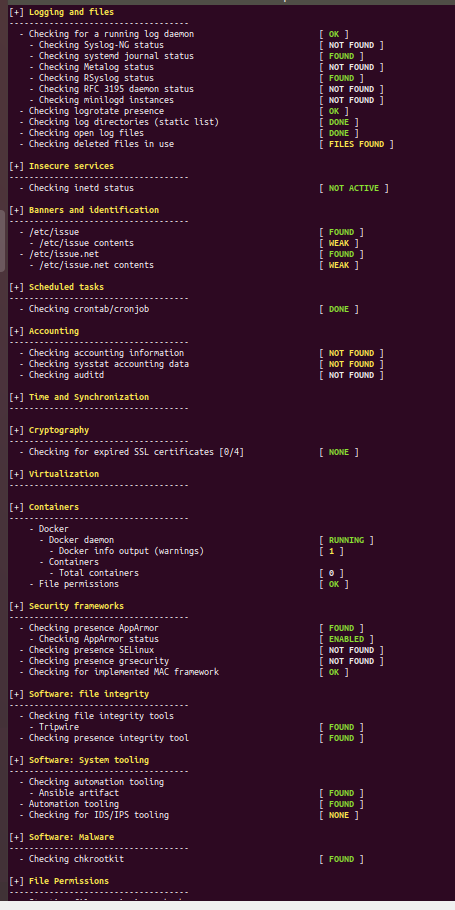 [+] Logging and files
------------------------------------
  - Checking for a running log daemon                         [ OK ]
    - Checking Syslog-NG status                               [ NOT FOUND ]
    - Checking systemd journal status                         [ FOUND ]
    - Checking Metalog status                                 [ NOT FOUND ]
    - Checking RSyslog status                                 [ FOUND ]
    - Checking RFC 3195 daemon status                         [ NOT FOUND ]
    - Checking minilogd instances                             [ NOT FOUND ]
  - Checking logrotate presence                               [ OK ]
  - Checking log directories (static list)                    [ DONE ]
  - Checking open log files                                   [ DONE ]
  - Checking deleted files in use                             [ FILES FOUND ]

[+] Insecure services
------------------------------------
  - Checking inetd status                                     [ NOT ACTIVE ]

[+] Banners and identification
------------------------------------
  - /etc/issue                                                [ FOUND ]
    - /etc/issue contents                                     [ WEAK ]
  - /etc/issue.net                                            [ FOUND ]
    - /etc/issue.net contents                                 [ WEAK ]

[+] Scheduled tasks
------------------------------------
  - Checking crontab/cronjob                                  [ DONE ]

[+] Accounting
------------------------------------
  - Checking accounting information                           [ NOT FOUND ]
  - Checking sysstat accounting data                          [ NOT FOUND ]
  - Checking auditd                                           [ NOT FOUND ]

[+] Time and Synchronization
------------------------------------

[+] Cryptography
------------------------------------
  - Checking for expired SSL certificates [0/4]               [ NONE ]

[+] Virtualization
------------------------------------

[+] Containers
------------------------------------
    - Docker
      - Docker daemon                                         [ RUNNING ]
        - Docker info output (warnings)                       [ 1 ]
      - Containers
        - Total containers                                    [ 0 ]
    - File permissions                                        [ OK ]

[+] Security frameworks
------------------------------------
  - Checking presence AppArmor                                [ FOUND ]
    - Checking AppArmor status                                [ ENABLED ]
  - Checking presence SELinux                                 [ NOT FOUND ]
  - Checking presence grsecurity                              [ NOT FOUND ]
  - Checking for implemented MAC framework                    [ OK ]

[+] Software: file integrity
------------------------------------
  - Checking file integrity tools
    - Tripwire                                                [ FOUND ]
  - Checking presence integrity tool                          [ FOUND ]

[+] Software: System tooling
------------------------------------
  - Checking automation tooling
    - Ansible artifact                                        [ FOUND ]
  - Automation tooling                                        [ FOUND ]
  - Checking for IDS/IPS tooling                              [ NONE ]

[+] Software: Malware
------------------------------------
  - Checking chkrootkit                                       [ FOUND ]

[+] File Permissions
------------------------------------